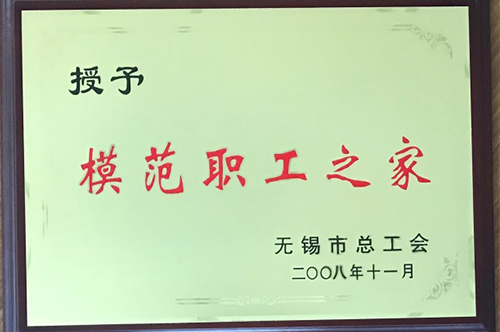 授予
模范职工之家
无锡市总工会
二〇〇八年十一月